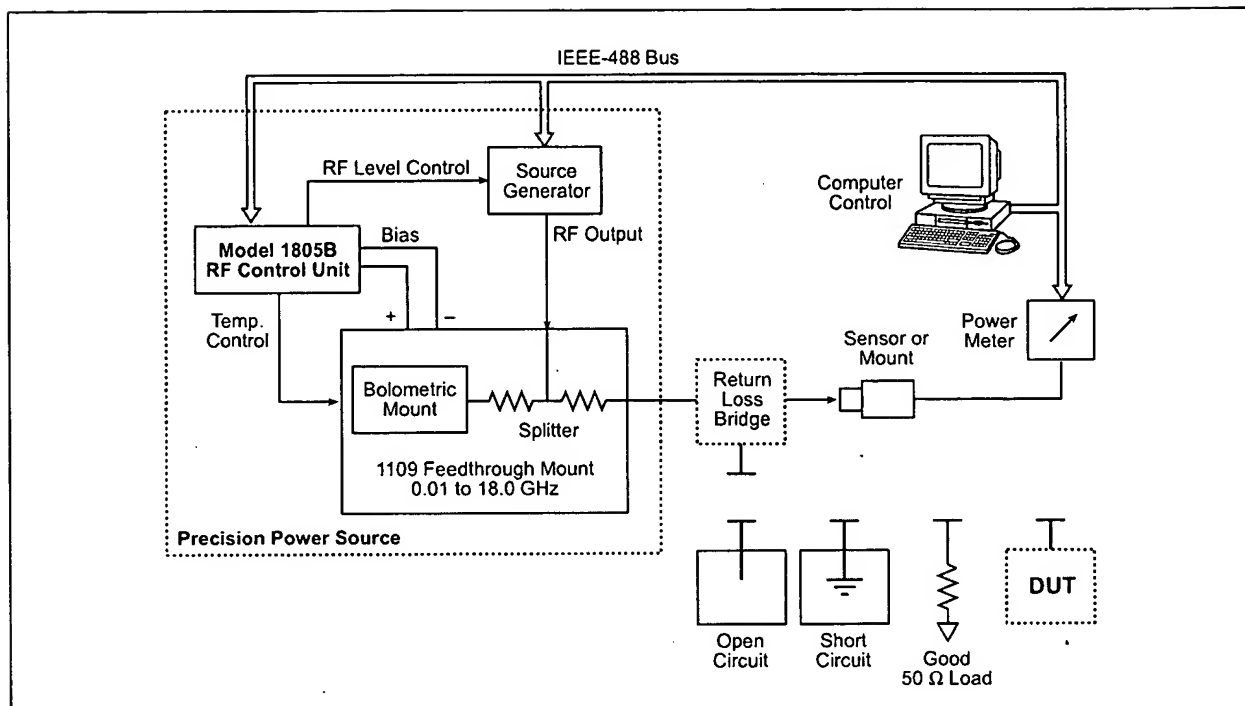 IEEE-488 Bus
RF Level Control
Source
Generator
Computer
Control
Model 1805B
RF Control Unit
Bias
RF Output
Temp.
Control
+
−
Power
Meter
Sensor or
Mount
Bolometric
Mount
Splitter
Return
Loss
Bridge
1109 Feedthrough Mount
0.01 to 18.0 GHz
Precision Power Source
DUT
Open
Circuit
Short
Circuit
Good
50 Ω Load